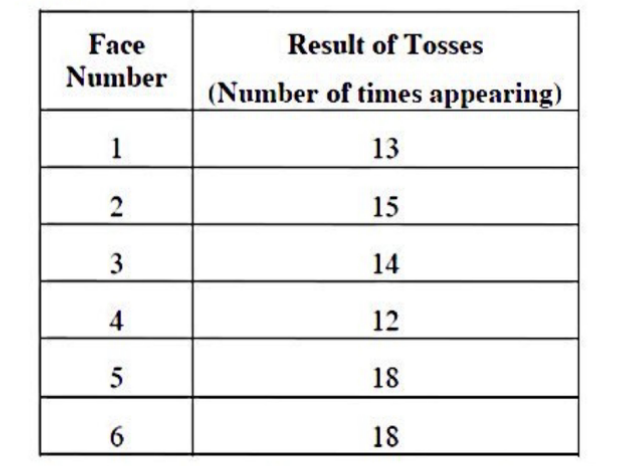 Face Number
Result of Tosses
(Number of times appearing)
1 13
2 15
3 14
4 12
5 18
6 18